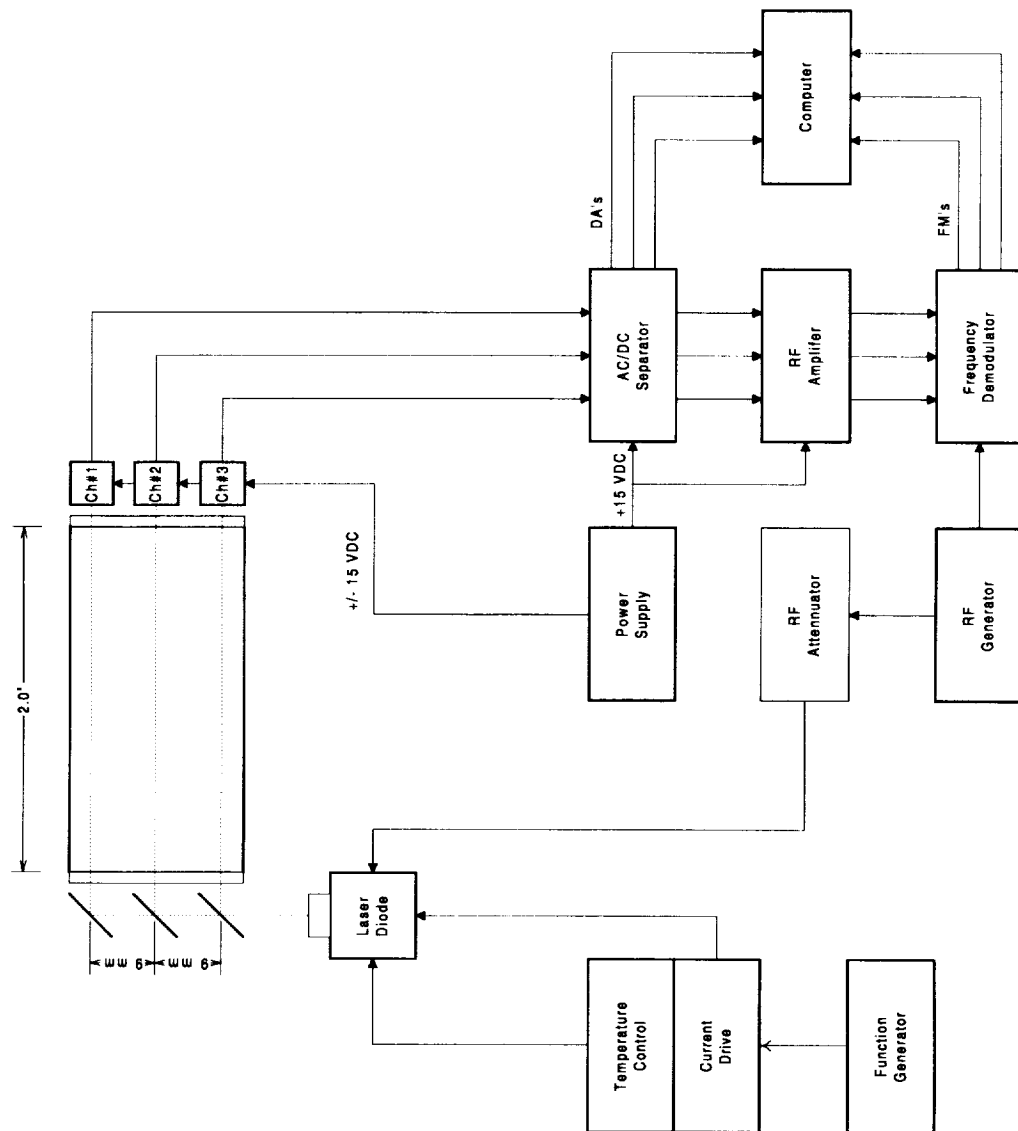 2.0"
6 mm
6 mm
Ch#1
Ch#2
Ch#3
+/- 15 VDC
Laser
Diode
Temperature
Control
Current
Drive
Function
Generator
Power
Supply
+15 VDC
RF
Attennuator
RF
Generator
AC/DC
Separator
RF
Amplifer
Frequency
Demodulator
DA's
FM's
Computer